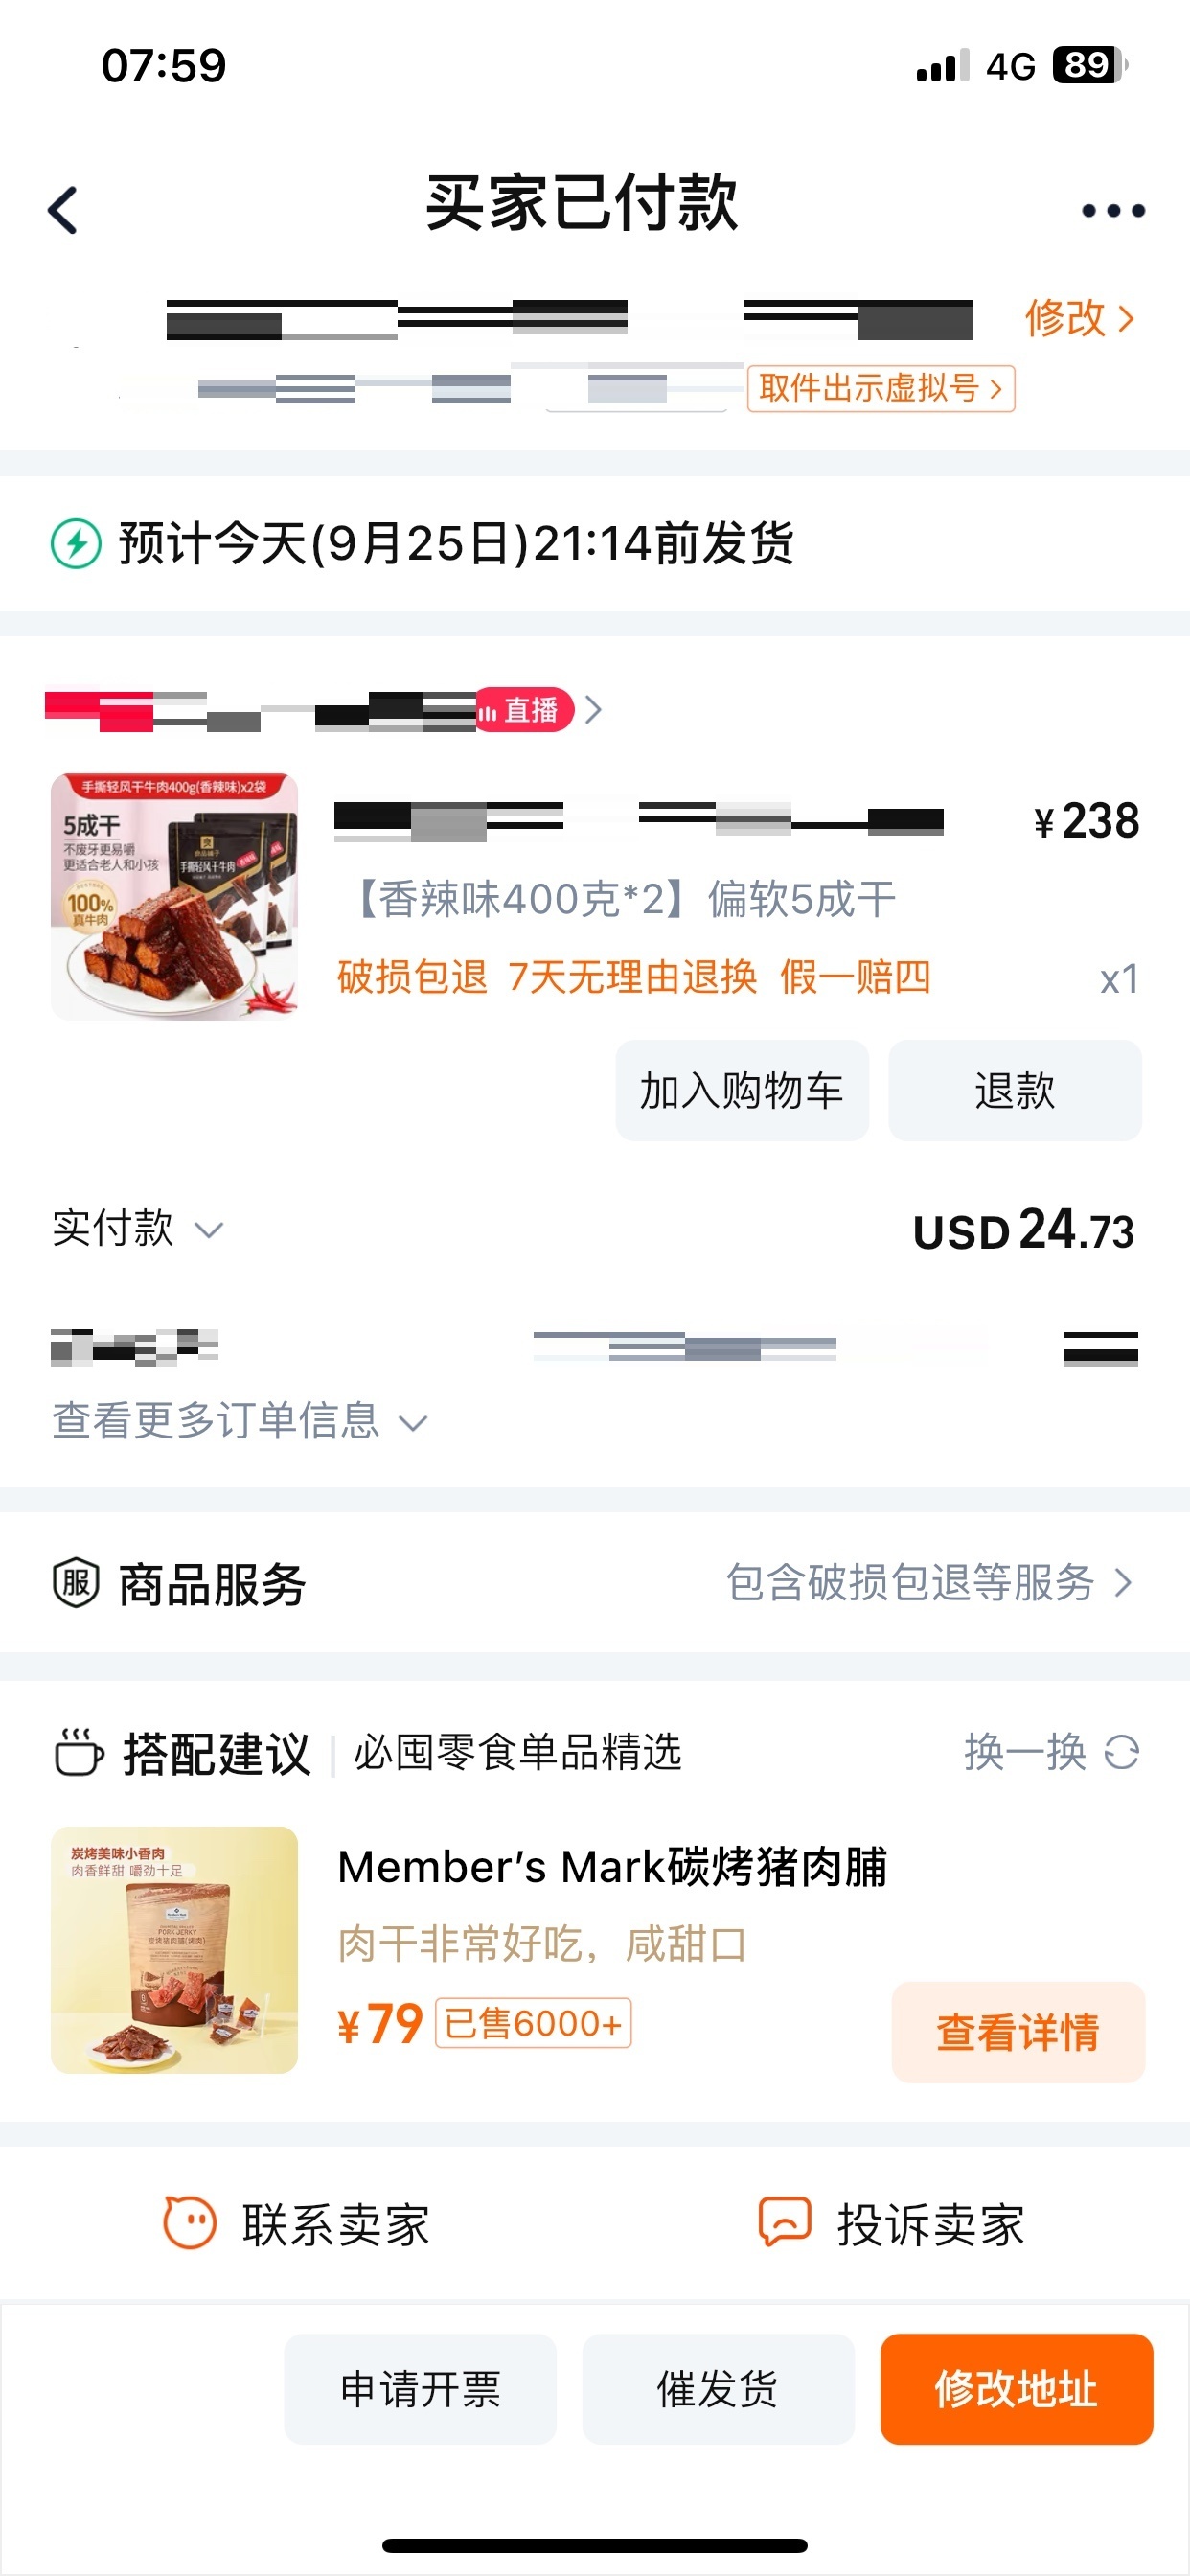 07:59
4G 89
买家已付款
修改
取件出示虚拟号
预计今天(9月25日)21:14前发货
直播
手撕轻风干牛肉400g(香辣味)x2袋
5成干
不废牙更易嚼
更适合老人和小孩
手撕轻风干牛肉
100%
真牛肉
¥238
【香辣味400克*2】偏软5成干
破损包退 7天无理由退换 假一赔四
x1
加入购物车
退款
实付款
USD 24.73
查看更多订单信息
服 商品服务
包含破损包退等服务
搭配建议 必囤零食单品精选
换一换
炭烤美味小香肉
肉香鲜甜 嚼劲十足
PORK JERKY
Member’s Mark碳烤猪肉脯
肉干非常好吃，咸甜口
¥79 已售6000+
查看详情
联系卖家
投诉卖家
申请开票
催发货
修改地址